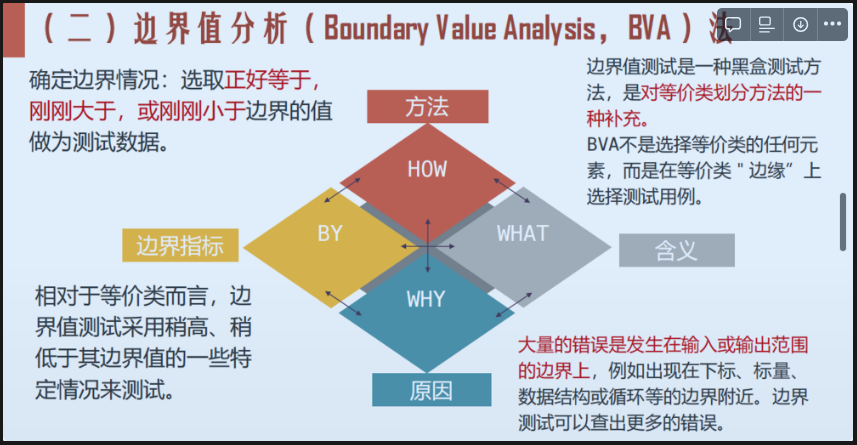 （二）边界值分析（Boundary Value Analysis，BVA）法
确定边界情况：选取正好等于，
刚刚大于，或刚刚小于边界的值
做为测试数据。
方法
HOW
边界值测试是一种黑盒测试方
法，是对等价类划分方法的一
种补充。
BVA不是选择等价类的任何元
素，而是在等价类＂边缘”上
选择测试用例。
边界指标
BY
WHAT
含义
相对于等价类而言，边
界值测试采用稍高、稍
低于其边界值的一些特
定情况来测试。
WHY
原因
大量的错误是发生在输入或输出范围
的边界上，例如出现在下标、标量、
数据结构或循环等的边界附近。边界
测试可以查出更多的错误。